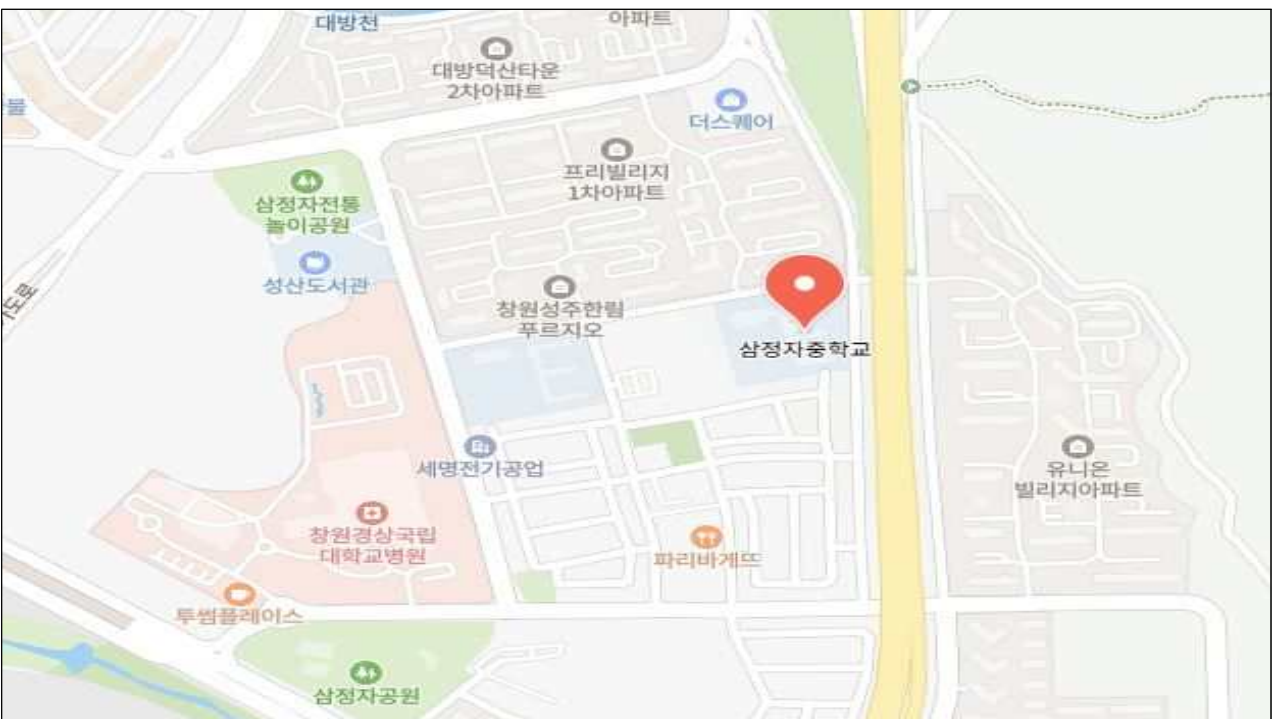 대방천
아파트
대방덕산타운
2차아파트
더스퀘어
프리빌리지
1차아파트
삼정자전통
놀이공원
성산도서관
창원성주한림
푸르지오
삼정자중학교
세명전기공업
유니온
빌리지아파트
창원경상국립
대학교병원
파리바게뜨
투썸플레이스
삼정자공원